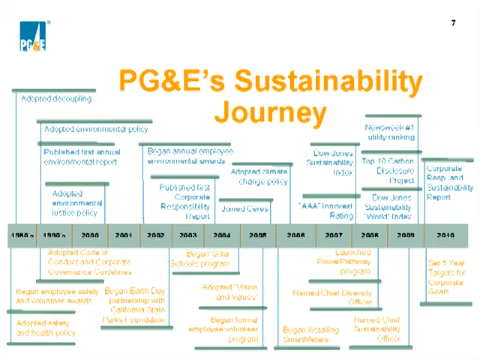 7
PG&E
PG&E's Sustainability
Journey
Adopted decoupling
Adopted environmental policy
Published first annual
environmental report
Adopted
environmental
justice policy
Began annual employee
environmental awards
Published first
Corporate
Responsibility
Report
Adopted climate
change policy
Joined Ceres
Dow Jones
Sustainability
Index
"AAA" Innovest
Rating
Newsweek #1
utility ranking
Top 10 Carbon
Disclosure
Project
Dow Jones
Sustainability
"World" Index
Corporate
Resp. and
Sustainability
Report
1980's 1990's 2000 2001 2002 2003 2004 2005 2006 2007 2008 2009 2010
Adopted Code of
Conduct and Corporate
Governance Guidelines
Began employee safety
and volunteer awards
Adopted safety
and health policy
Began Earth Day
partnership with
California State
Parks Foundation
Began Solar
Schools program
Adopted "Vision
and Values"
Began formal
employee volunteer
program
Began installing
SmartMeters
Launched
PowerPathway
program
Named Chief Diversity
Officer
Named Chief
Sustainability
Officer
Set 5 Year
Targets for
Corporate
Goals